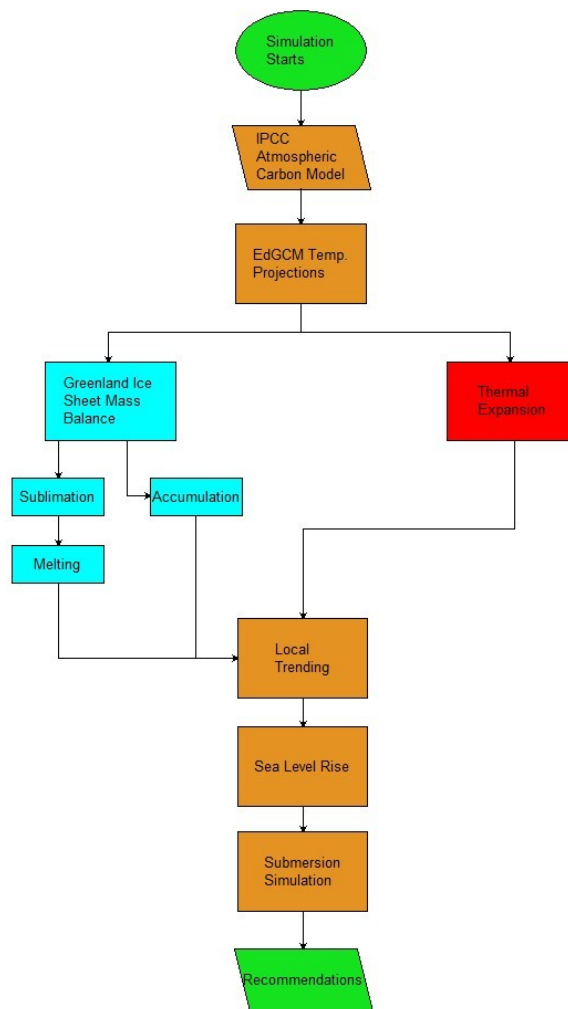 Simulation
Starts
IPCC
Atmospheric
Carbon Model
EdGCM Temp.
Projections
Greenland Ice
Sheet Mass
Balance
Thermal
Expansion
Sublimation
Accumulation
Melting
Local
Trending
Sea Level Rise
Submersion
Simulation
Recommendations